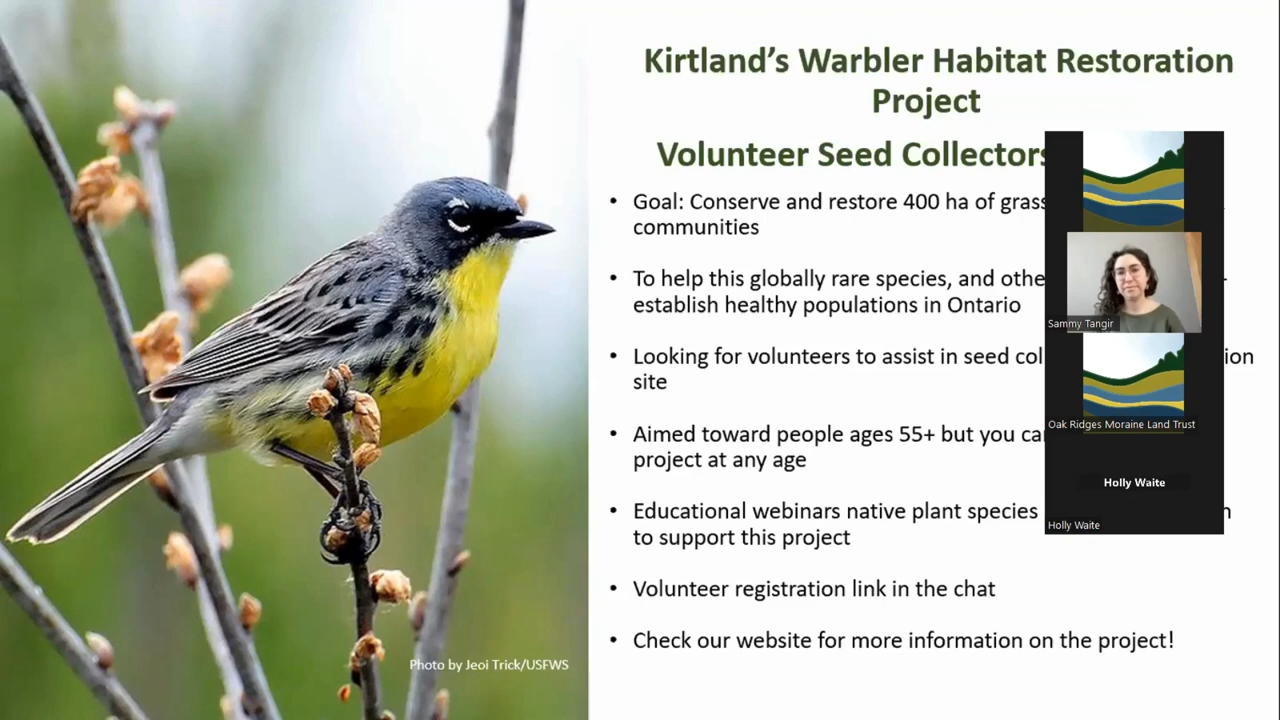 Kirtland's Warbler Habitat Restoration
Project
Volunteer Seed Collectors
Goal: Conserve and restore 400 ha of
communities
To help this globally rare species, and
establish healthy populations in Ontario
Looking for volunteers to assist in seed
site
Aimed toward people ages 55+ but you
project at any age
Educational webinars native plant species
to support this project
Volunteer registration link in the chat
Check our website for more information on the project!
Photo by Jeoi Trick/USFWS
Sammy Tangir
Oak Ridges Moraine Land Trust
Holly Waite
Holly Waite